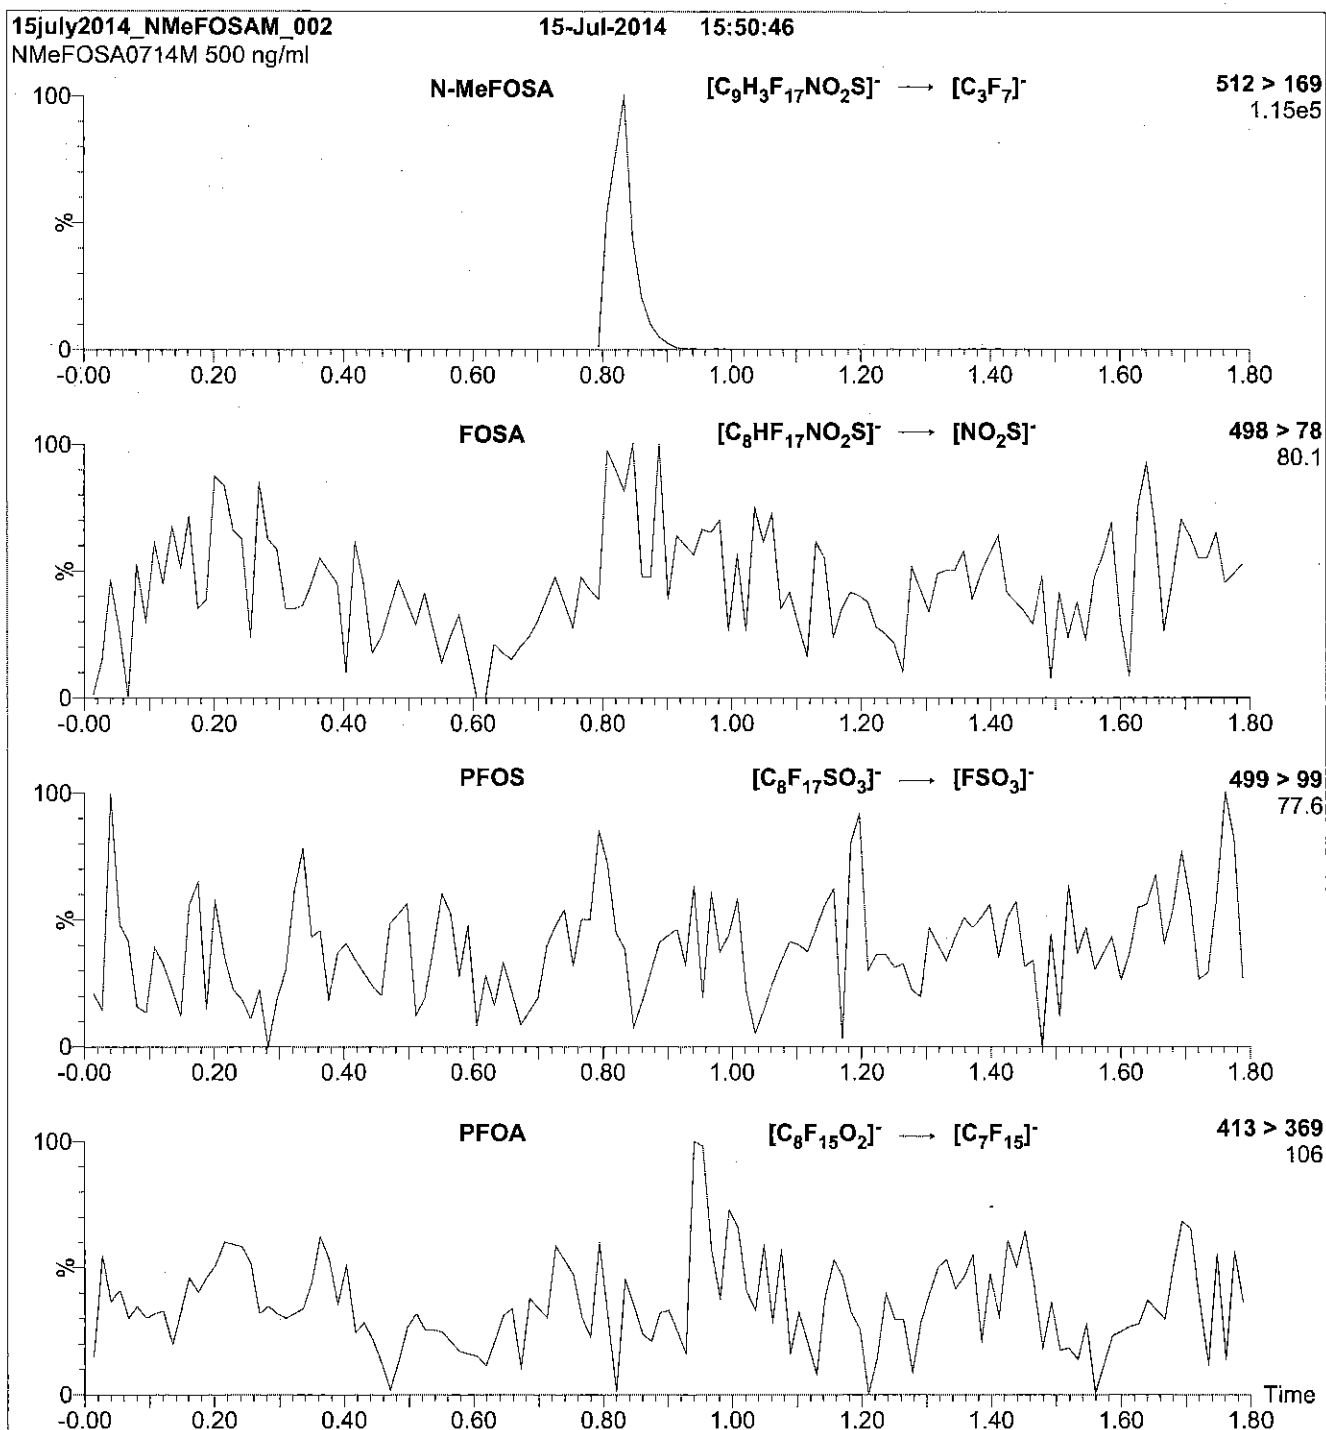 15july2014_NMeFOSAM_002 15-Jul-2014 15:50:46
NMeFOSA0714M 500 ng/ml
N-MeFOSA [C₉H₃F₁₇NO₂S]⁻ → [C₃F₇]⁻ 512 > 169
1.15e5
100
%
0
-0.00 0.20 0.40 0.60 0.80 1.00 1.20 1.40 1.60 1.80
FOSA [C₈HF₁₇NO₂S]⁻ → [NO₂S]⁻ 498 > 78
80.1
100
%
0
-0.00 0.20 0.40 0.60 0.80 1.00 1.20 1.40 1.60 1.80
PFOS [C₈F₁₇SO₃]⁻ → [FSO₃]⁻ 499 > 99
77.6
100
%
0
-0.00 0.20 0.40 0.60 0.80 1.00 1.20 1.40 1.60 1.80
PFOA [C₈F₁₅O₂]⁻ → [C₇F₁₅]⁻ 413 > 369
106
100
%
0
Time
-0.00 0.20 0.40 0.60 0.80 1.00 1.20 1.40 1.60 1.80